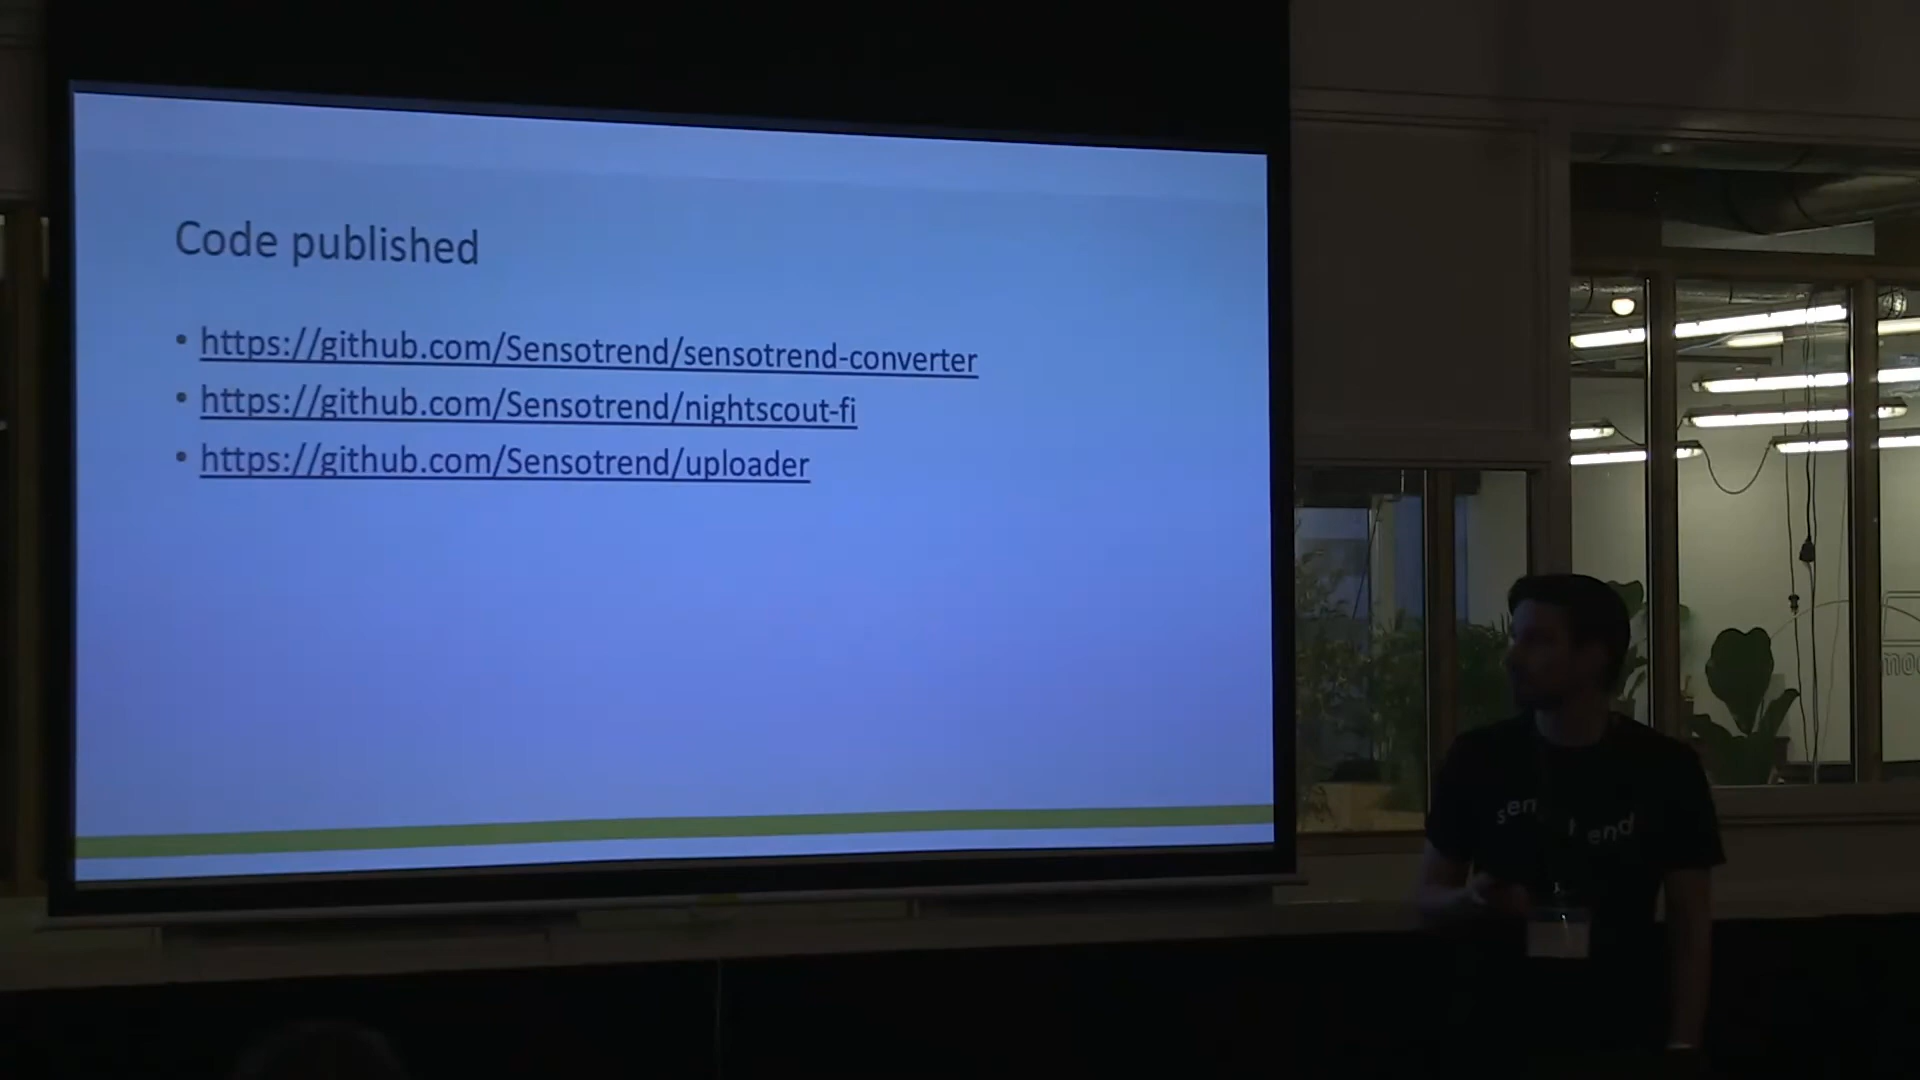 Code published
• https://github.com/Sensotrend/sensotrend-converter
• https://github.com/Sensotrend/nightscout-fi
• https://github.com/Sensotrend/uploader